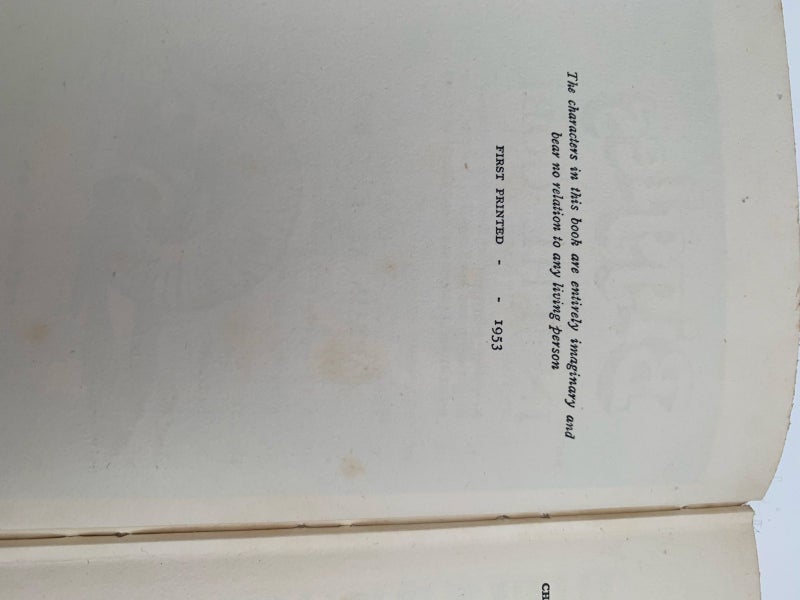 The characters in this book are entirely imaginary and
bear no relation to any living person
FIRST PRINTED - - 1953
CH